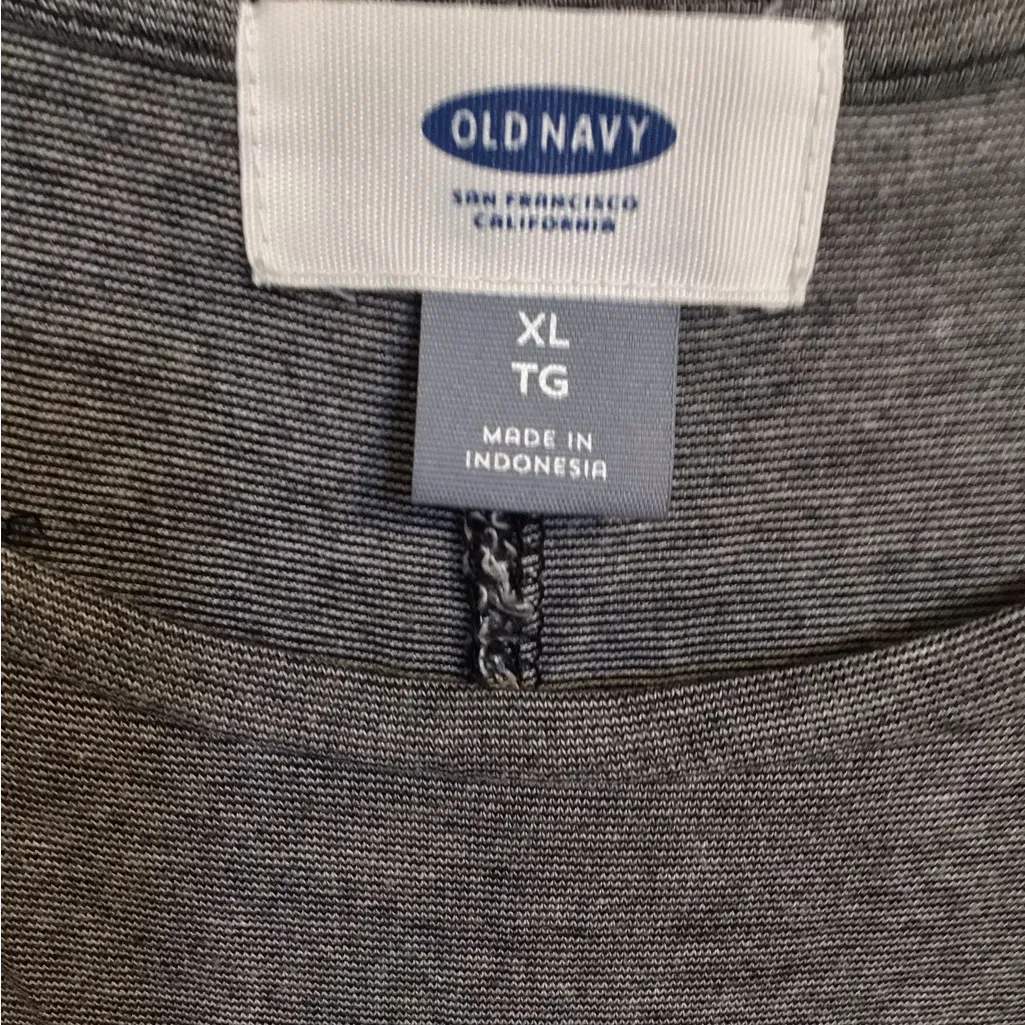 OLD NAVY
SAN FRANCISCO
CALIFORNIA
XL
TG
MADE IN
INDONESIA